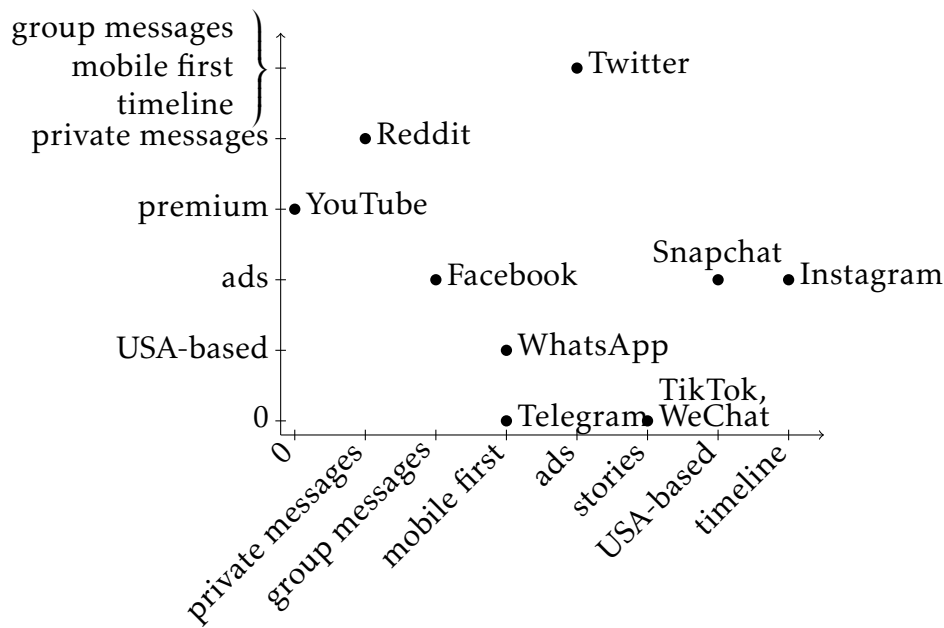 group messages
mobile first
timeline
Twitter
private messages
Reddit
premium
YouTube
Snapchat
ads
Facebook
Instagram
USA-based
WhatsApp
TikTok,
0
Telegram
WeChat
0
private messages
group messages
mobile first
ads
stories
USA-based
timeline